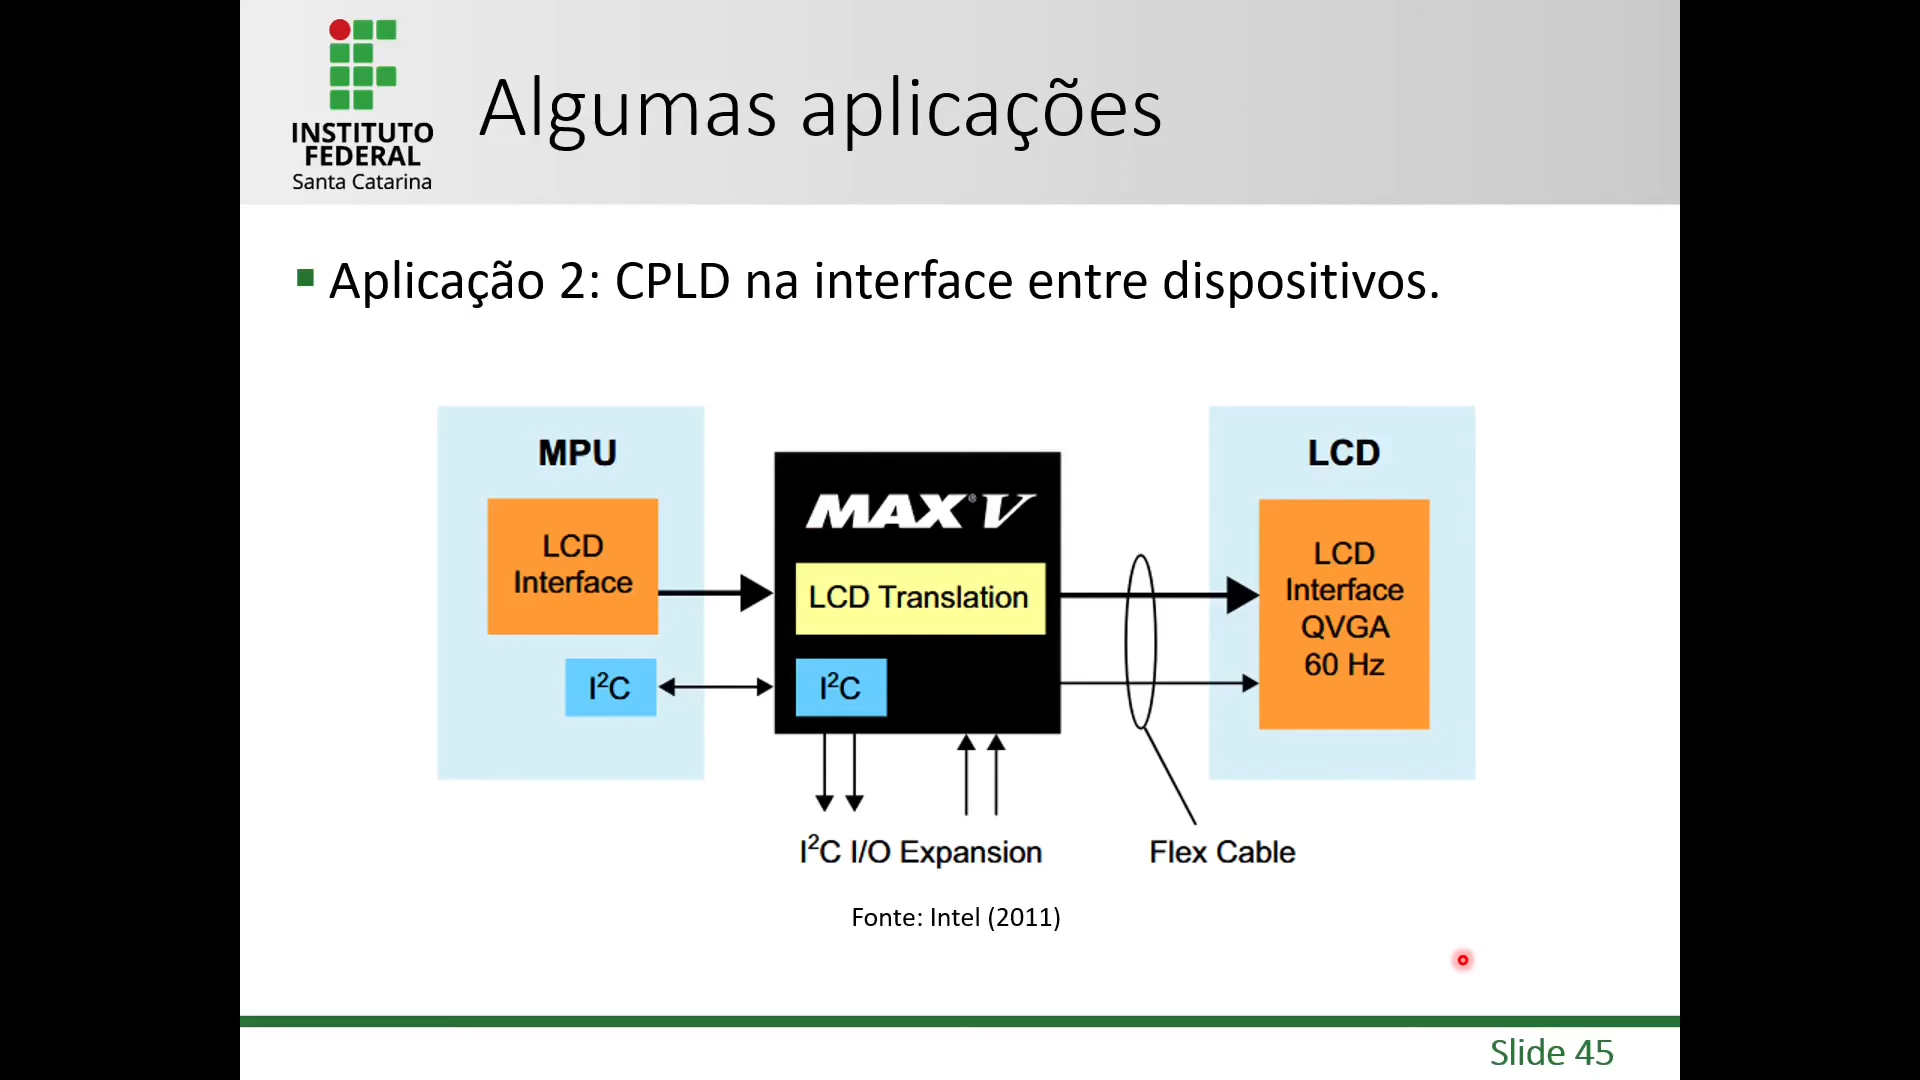 INSTITUTO
FEDERAL
Santa Catarina
Algumas aplicações
Aplicação 2: CPLD na interface entre dispositivos.
MPU
LCD
Interface
I²C
MAX® V
LCD Translation
I²C
LCD
LCD
Interface
QVGA
60 Hz
I²C I/O Expansion
Flex Cable
Fonte: Intel (2011)
Slide 45